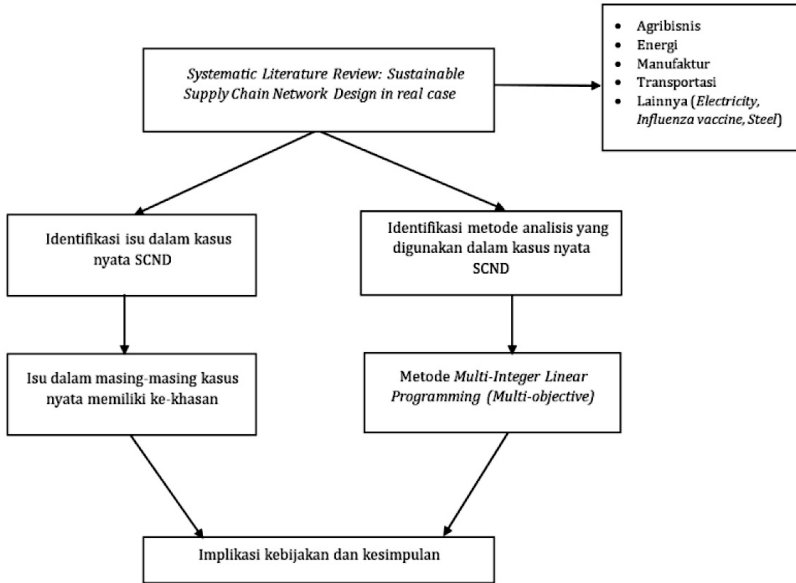 Systematic Literature Review: Sustainable
Supply Chain Network Design in real case
• Agribisnis
• Energi
• Manufaktur
• Transportasi
• Lainnya (Electricity,
Influenza vaccine, Steel)
Identifikasi isu dalam kasus
nyata SCND
Identifikasi metode analisis yang
digunakan dalam kasus nyata
SCND
Isu dalam masing-masing kasus
nyata memiliki ke-khasan
Metode Multi-Integer Linear
Programming (Multi-objective)
Implikasi kebijakan dan kesimpulan